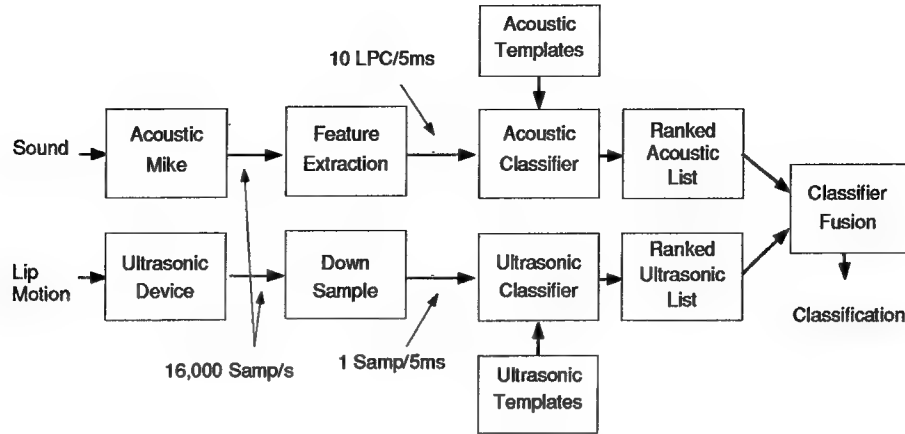 Acoustic
Templates
10 LPC/5ms
Sound
Acoustic
Mike
Feature
Extraction
Acoustic
Classifier
Ranked
Acoustic
List
Classifier
Fusion
Lip
Motion
Ultrasonic
Device
Down
Sample
Ultrasonic
Classifier
Ranked
Ultrasonic
List
Classification
16,000 Samp/s
1 Samp/5ms
Ultrasonic
Templates